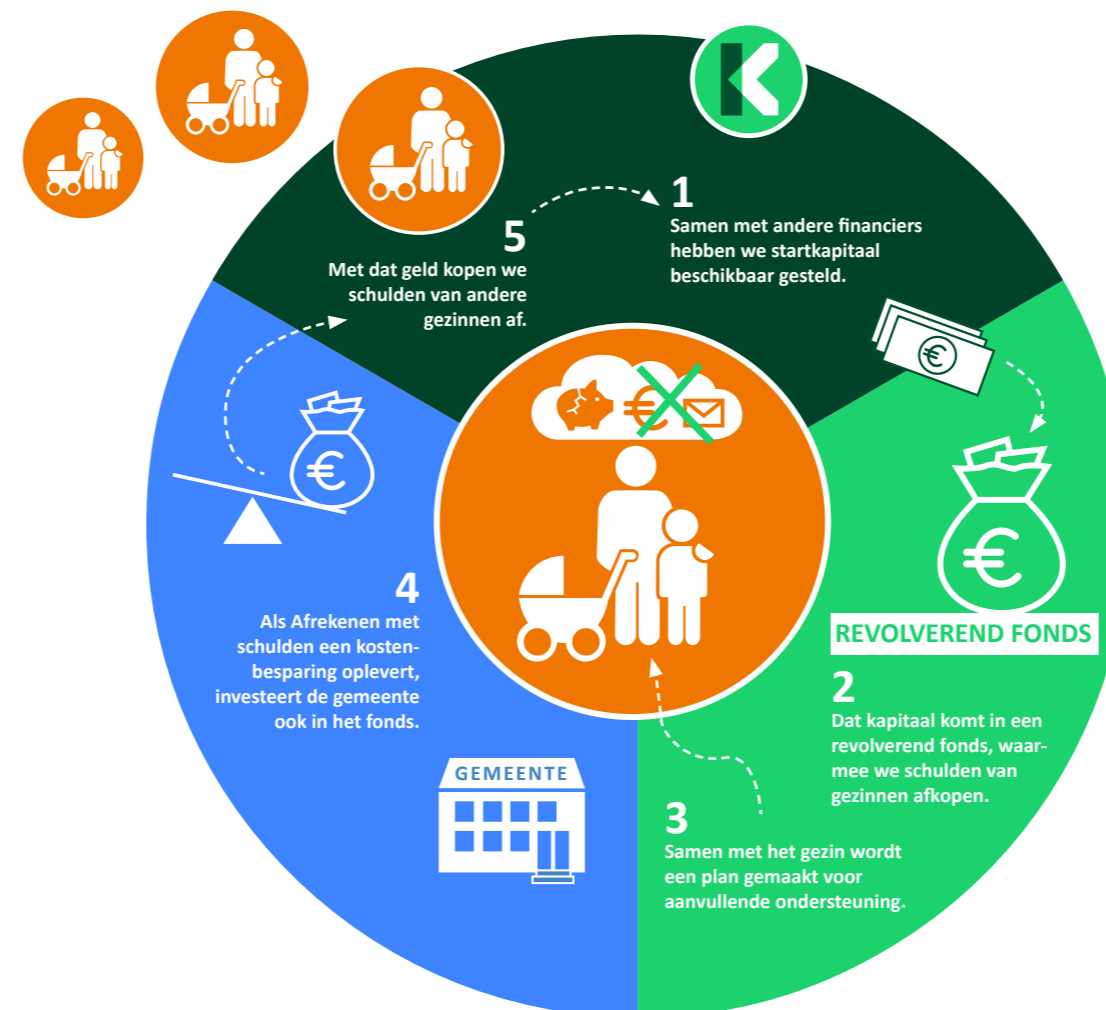 1
Samen met andere financiers
hebben we startkapitaal
beschikbaar gesteld.
REVOLVEREND FONDS
2
Dat kapitaal komt in een
revolverend fonds, waar-
mee we schulden van
gezinnen afkopen.
3
Samen met het gezin wordt
een plan gemaakt voor
aanvullende ondersteuning.
GEMEENTE
4
Als Afrekenen met
schulden een kosten-
besparing oplevert,
investeert de gemeente
ook in het fonds.
5
Met dat geld kopen we
schulden van andere
gezinnen af.
K
€
€
€
€